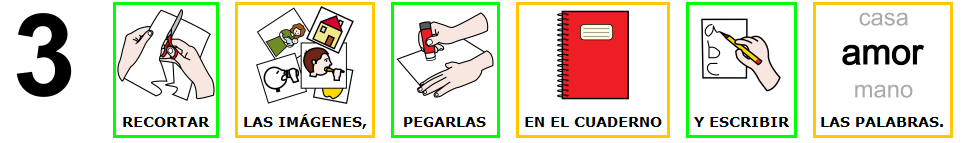 3
RECORTAR
LAS IMÁGENES,
PEGARLAS
EN EL CUADERNO
Y ESCRIBIR
casa
amor
mano
LAS PALABRAS.